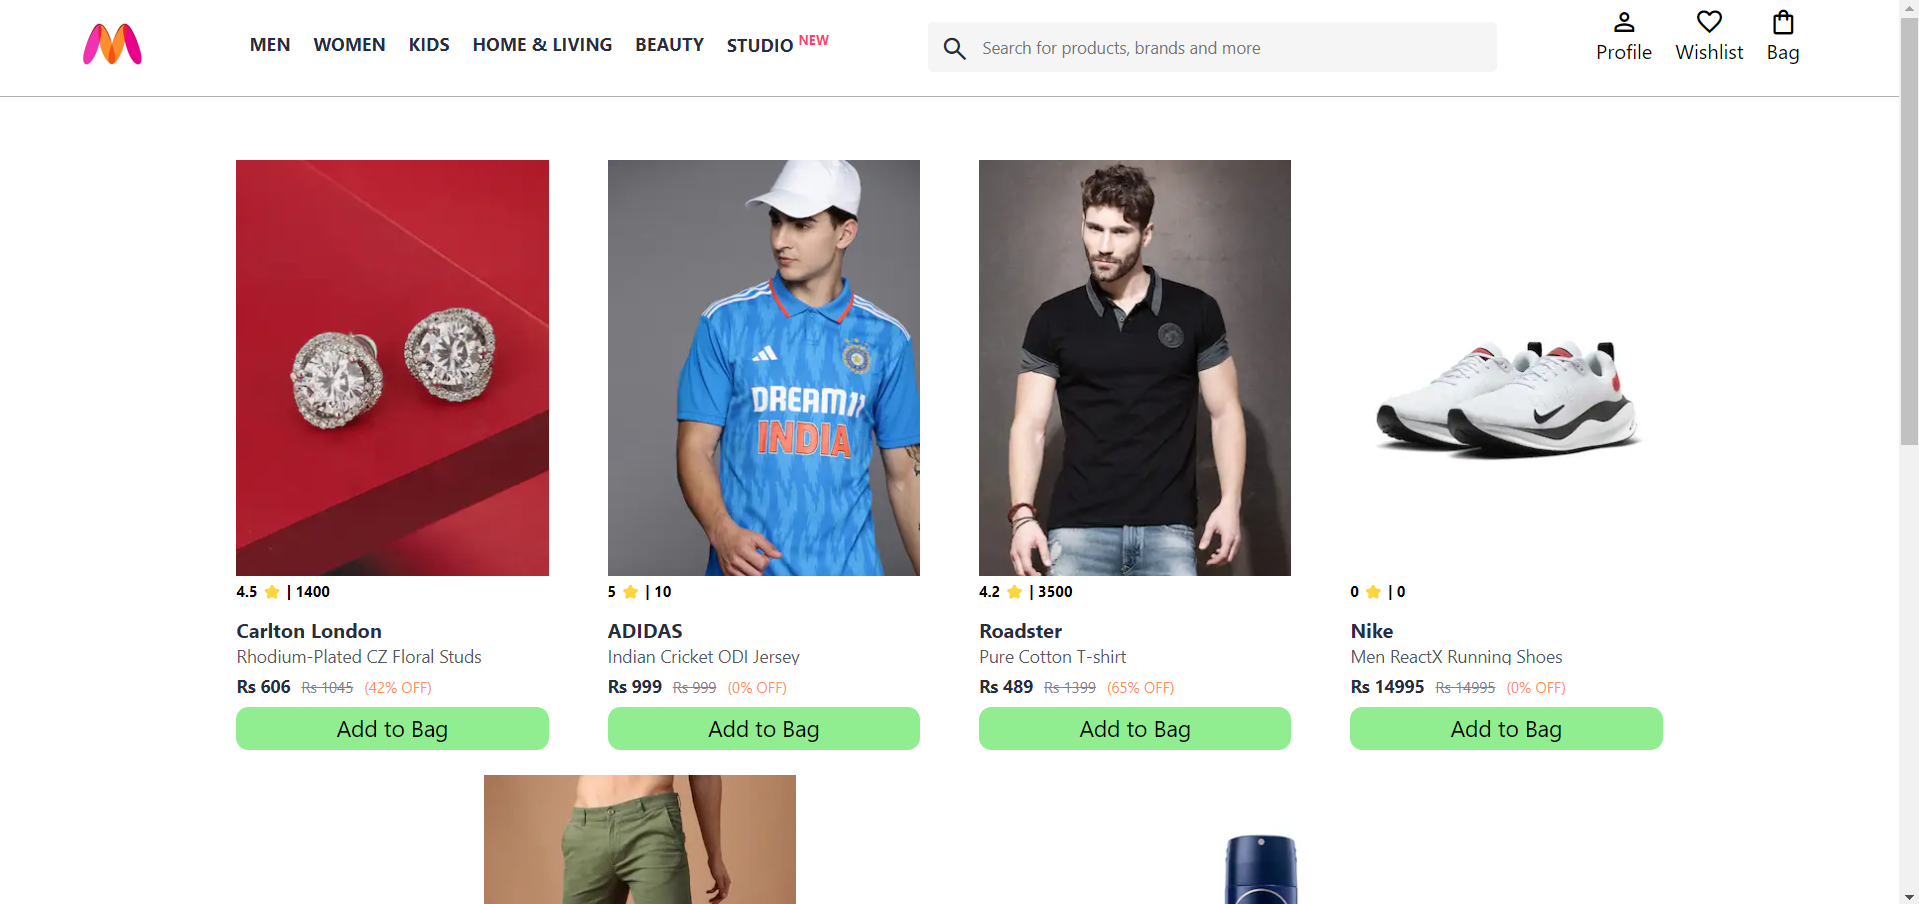 MEN WOMEN KIDS HOME & LIVING BEAUTY STUDIO NEW
Search for products, brands and more
Profile Wishlist Bag
DREAM11
INDIA
4.5 | 1400
Carlton London
Rhodium-Plated CZ Floral Studs
Rs 606 Rs 1045 (42% OFF)
Add to Bag
5 | 10
ADIDAS
Indian Cricket ODI Jersey
Rs 999 Rs 999 (0% OFF)
Add to Bag
4.2 | 3500
Roadster
Pure Cotton T-shirt
Rs 489 Rs 1399 (65% OFF)
Add to Bag
0 | 0
Nike
Men ReactX Running Shoes
Rs 14995 Rs 14995 (0% OFF)
Add to Bag